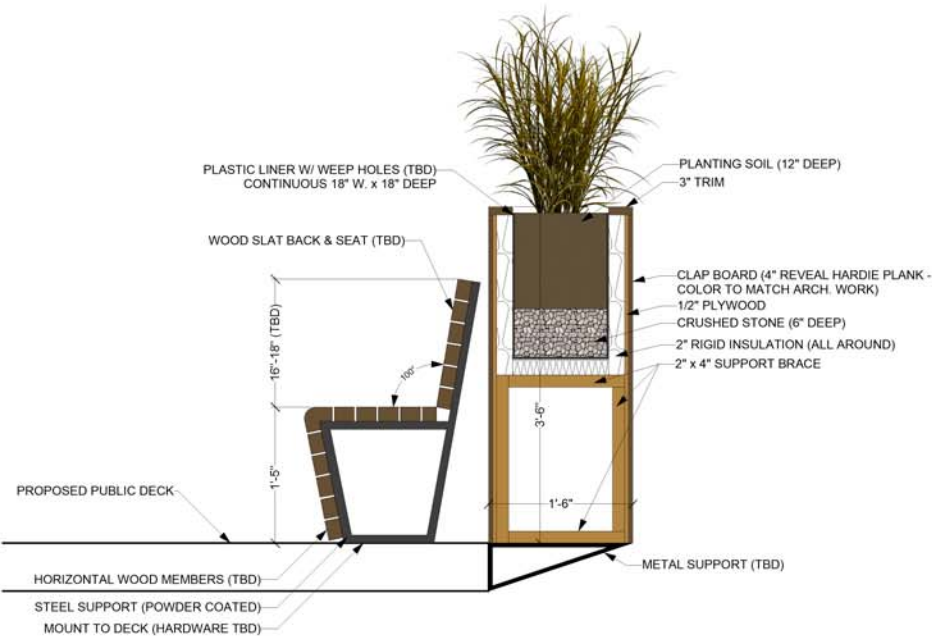 PLASTIC LINER W/ WEEP HOLES (TBD)
CONTINUOUS 18" W. x 18" DEEP
PLANTING SOIL (12" DEEP)
3" TRIM
WOOD SLAT BACK & SEAT (TBD)
CLAP BOARD (4" REVEAL HARDIE PLANK -
COLOR TO MATCH ARCH. WORK)
1/2" PLYWOOD
CRUSHED STONE (6" DEEP)
2" RIGID INSULATION (ALL AROUND)
2" x 4" SUPPORT BRACE
16"-18" (TBD)
100°
3'-6"
1'-5"
1'-6"
PROPOSED PUBLIC DECK
METAL SUPPORT (TBD)
HORIZONTAL WOOD MEMBERS (TBD)
STEEL SUPPORT (POWDER COATED)
MOUNT TO DECK (HARDWARE TBD)